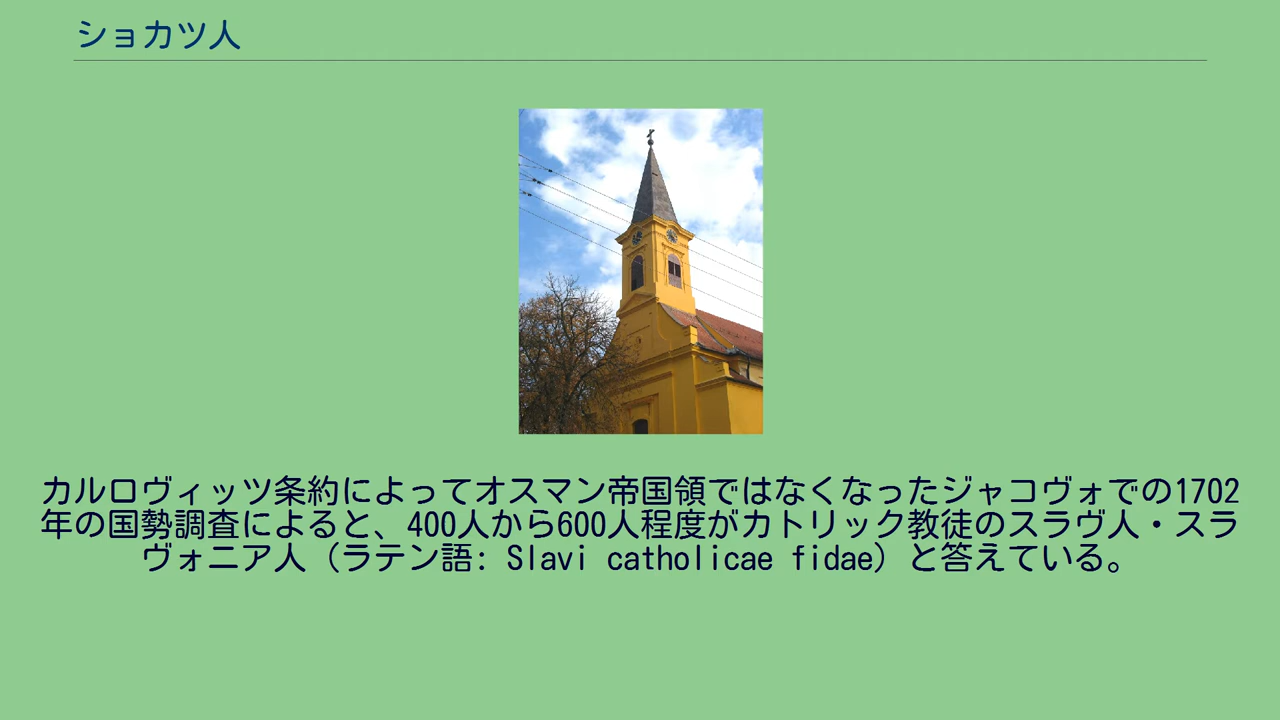 ショカツ人
カルロヴィッツ条約によってオスマン帝国領ではなくなったジャコヴォでの1702
年の国勢調査によると、400人から600人程度がカトリック教徒のスラヴ人・スラ
ヴォニア人（ラテン語: Slavi catholicae fidae）と答えている。